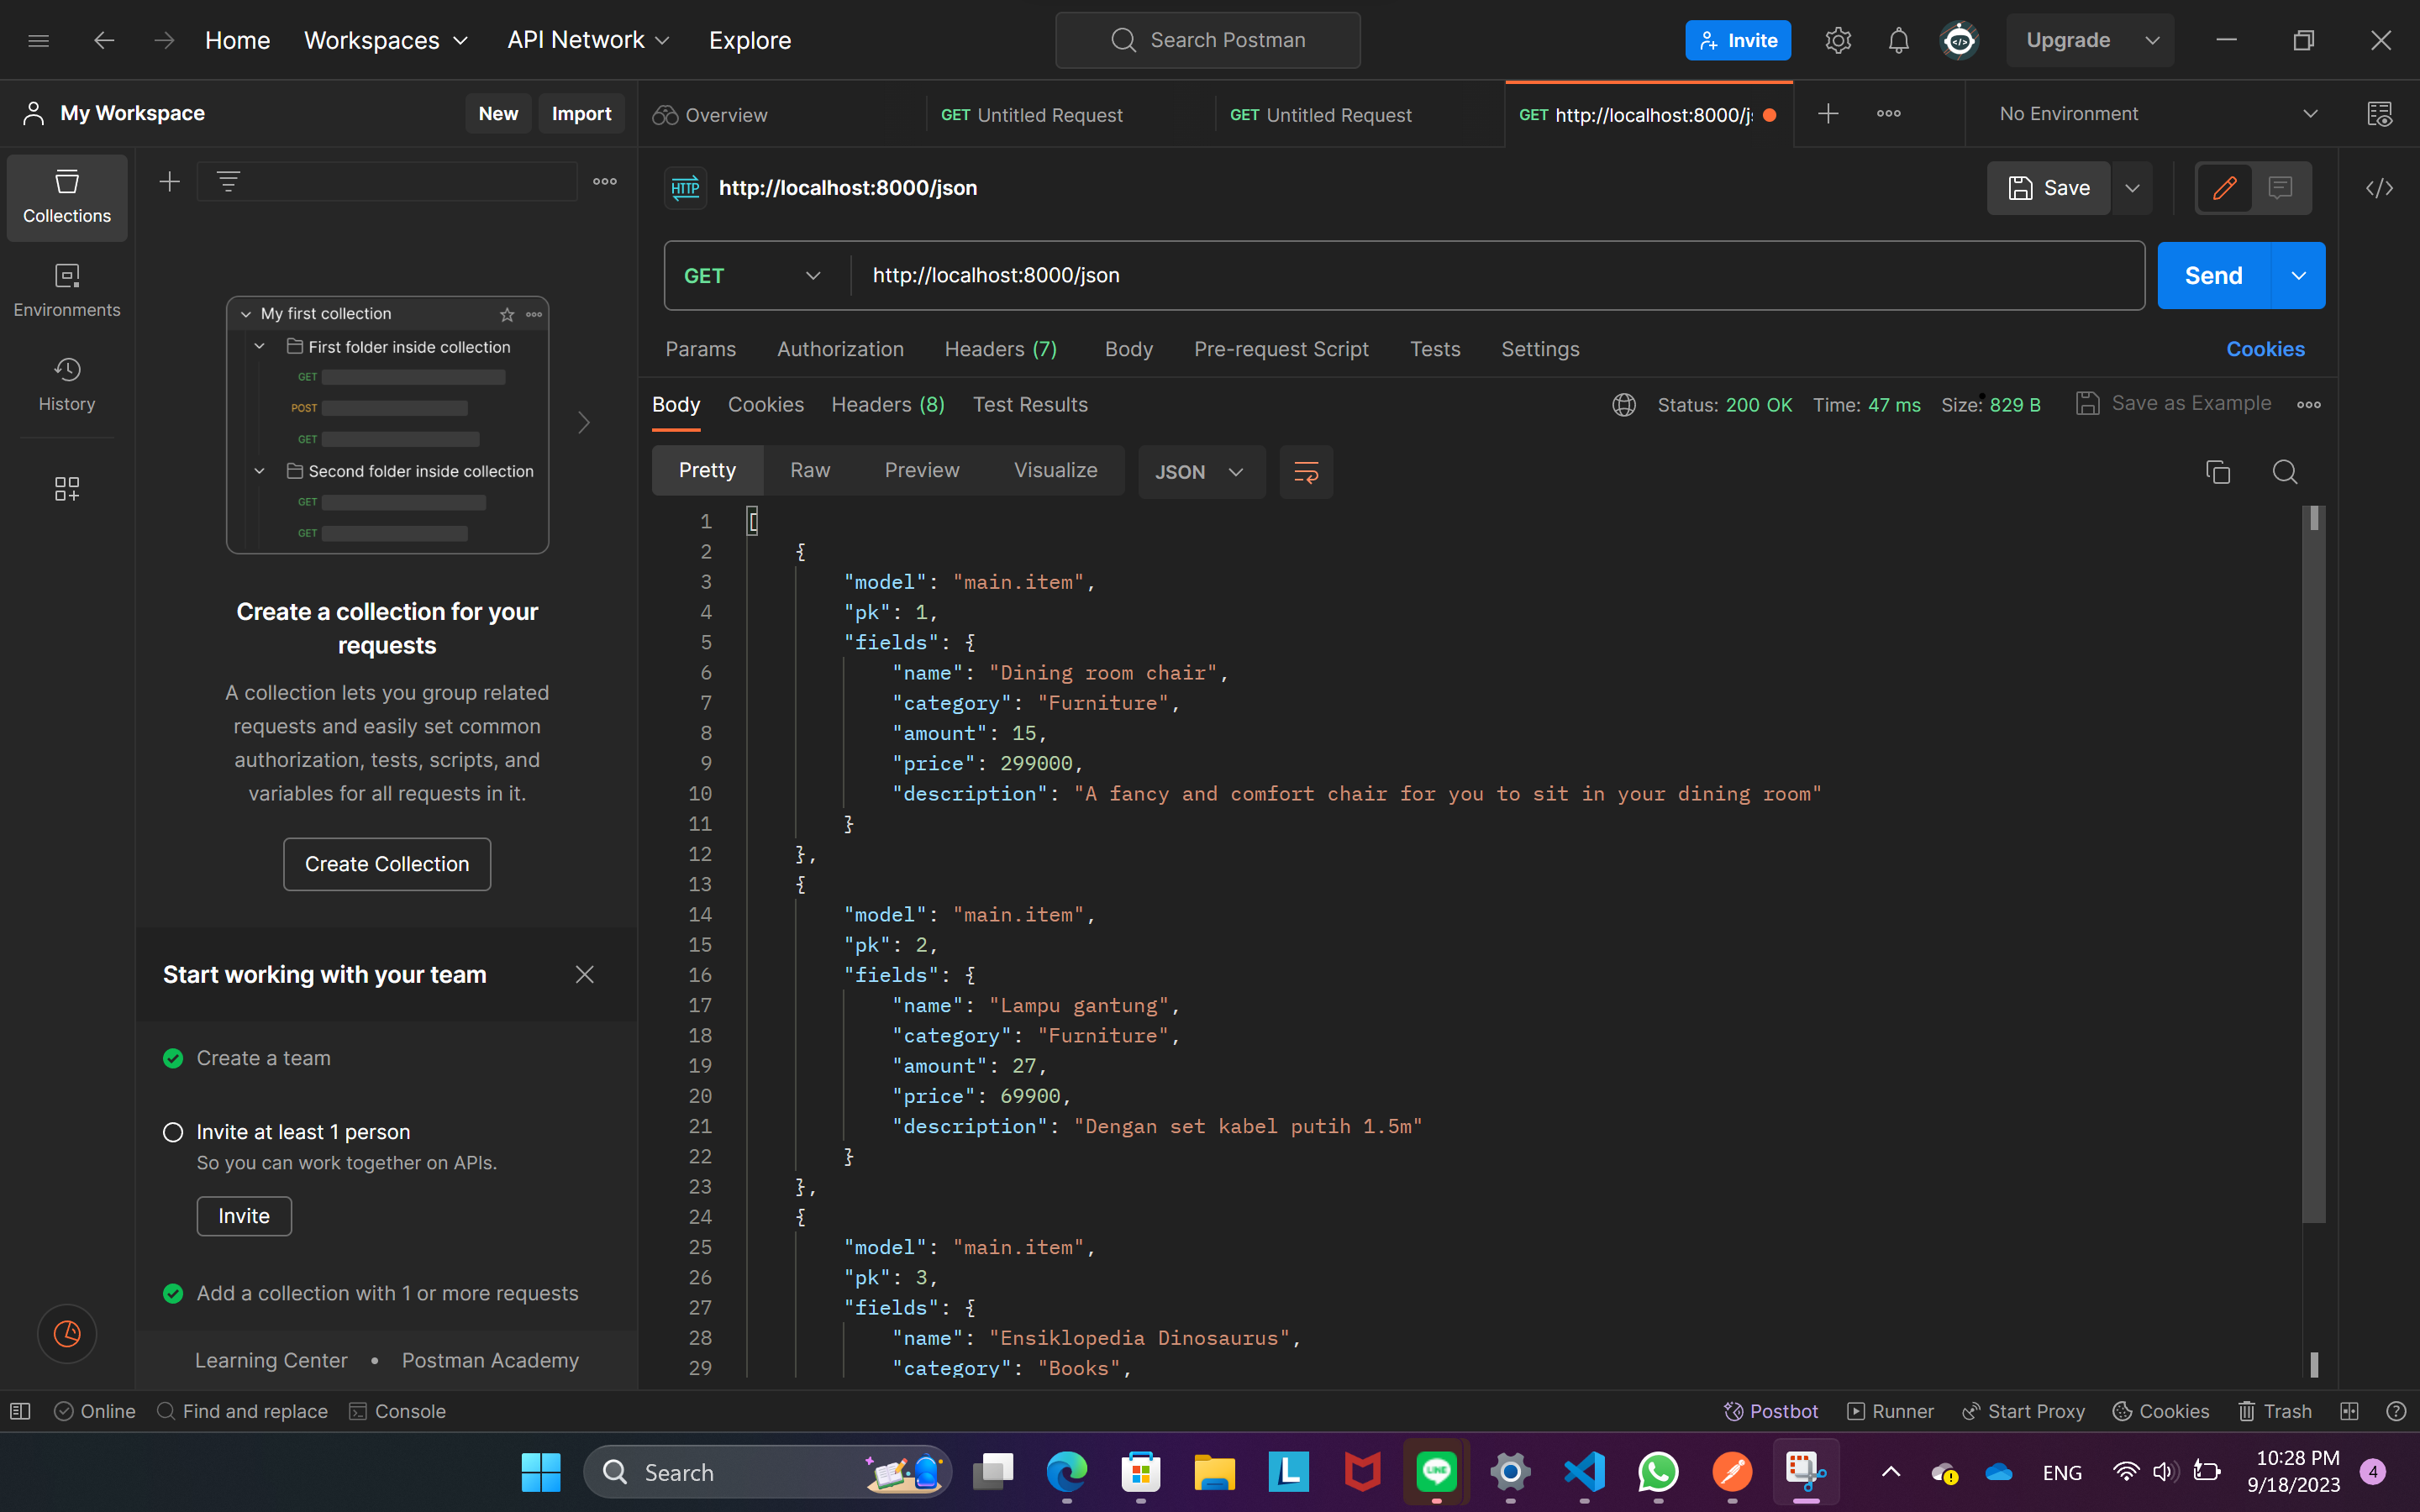 Home
Workspaces
API Network
Explore
Search Postman
Invite
Upgrade
My Workspace
New
Import
Overview
GET Untitled Request
GET Untitled Request
GET http://localhost:8000/j
No Environment
Collections
Environments
History
My first collection
First folder inside collection
GET
POST
GET
Second folder inside collection
GET
GET
Create a collection for your
requests
A collection lets you group related
requests and easily set common
authorization, tests, scripts, and
variables for all requests in it.
Create Collection
Start working with your team
Create a team
Invite at least 1 person
So you can work together on APIs.
Invite
Add a collection with 1 or more requests
Learning Center • Postman Academy
HTTP http://localhost:8000/json
Save
GET http://localhost:8000/json
Send
Params Authorization Headers (7) Body Pre-request Script Tests Settings Cookies
Body Cookies Headers (8) Test Results Status: 200 OK Time: 47 ms Size: 829 B Save as Example
Pretty Raw Preview Visualize JSON
1 [
2 {
3 "model": "main.item",
4 "pk": 1,
5 "fields": {
6 "name": "Dining room chair",
7 "category": "Furniture",
8 "amount": 15,
9 "price": 299000,
10 "description": "A fancy and comfort chair for you to sit in your dining room"
11 }
12 },
13 {
14 "model": "main.item",
15 "pk": 2,
16 "fields": {
17 "name": "Lampu gantung",
18 "category": "Furniture",
19 "amount": 27,
20 "price": 69900,
21 "description": "Dengan set kabel putih 1.5m"
22 }
23 },
24 {
25 "model": "main.item",
26 "pk": 3,
27 "fields": {
28 "name": "Ensiklopedia Dinosaurus",
29 "category": "Books",
Online Find and replace Console
Postbot Runner Start Proxy Cookies Trash
Search
L
LINE
ENG
10:28 PM
9/18/2023
4